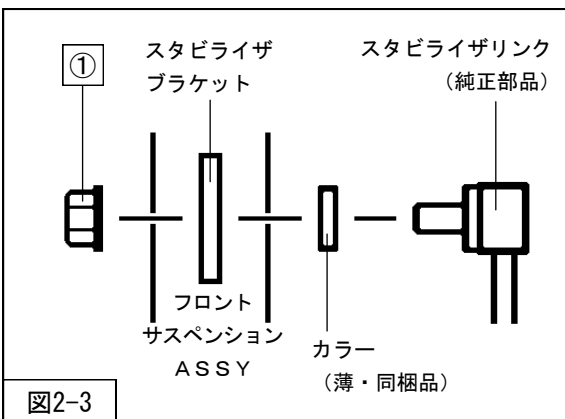 ①
スタビライザ
ブラケット
スタビライザリンク
（純正部品）
フロント
サスペンション
ＡＳＳＹ
カラー
（薄・同梱品）
図2-3